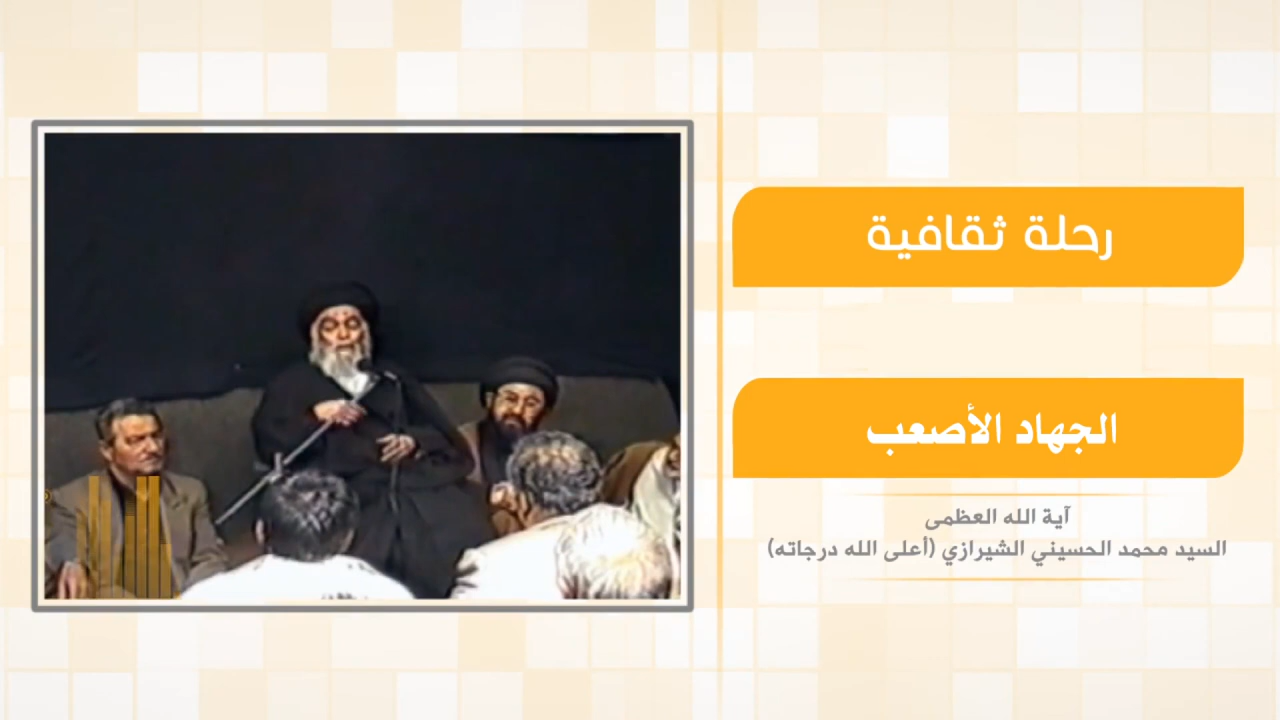 رحلة ثقافية
الجهاد الأصعب
آية الله العظمى
السيد محمد الحسيني الشيرازي (أعلى الله درجاته)